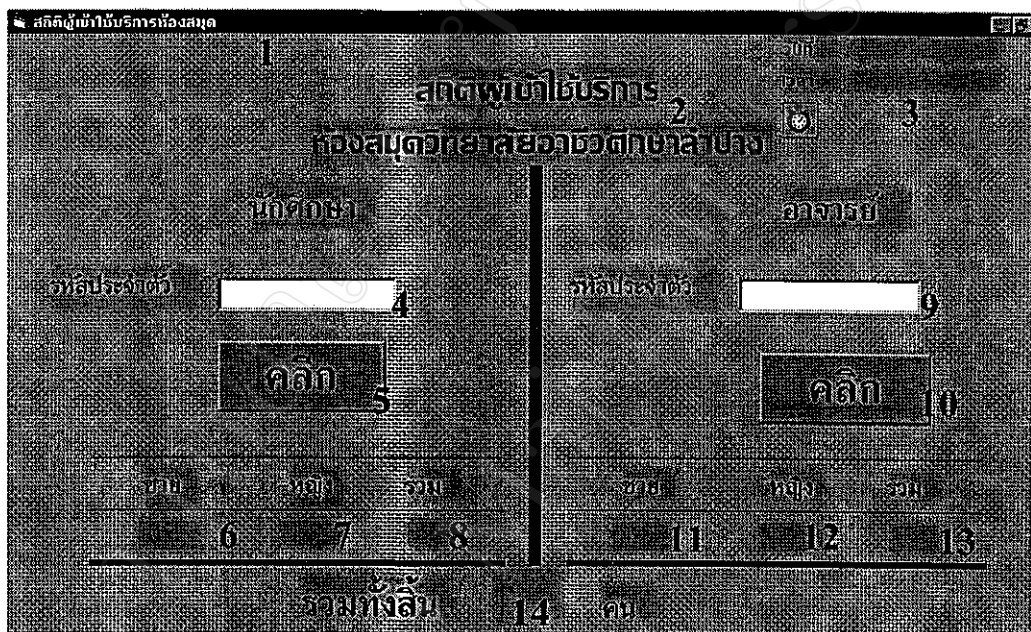 สถิติผู้เข้าใช้บริการห้องสมุด
1
วันที่
สถิติผู้เข้าใช้บริการ
2
3
ห้องสมุดวิทยาลัยอาชีวศึกษาลำปาง
นักศึกษา
อาจารย์
รหัสประจำตัว
4
รหัสประจำตัว
9
คลิก
5
คลิก
10
ชาย หญิง รวม
ชาย หญิง รวม
6 7 8
11 12 13
รวมทั้งสิ้น 14 คน